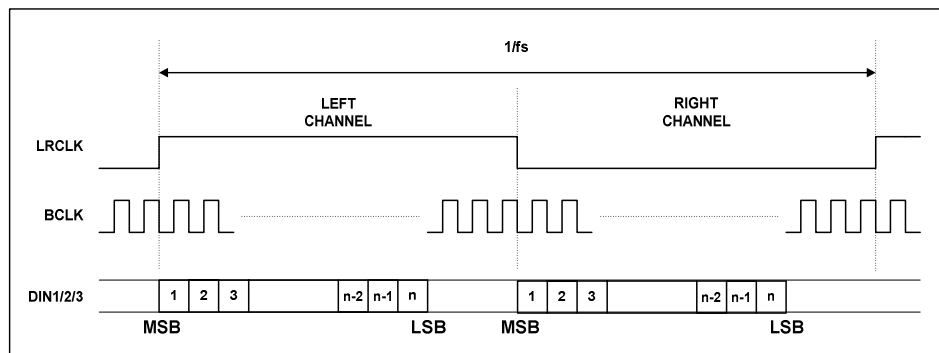 1/fs
LEFT
CHANNEL
RIGHT
CHANNEL
LRCLK
BCLK
DIN1/2/3
1 2 3 n-2 n-1 n 1 2 3 n-2 n-1 n
MSB LSB MSB LSB